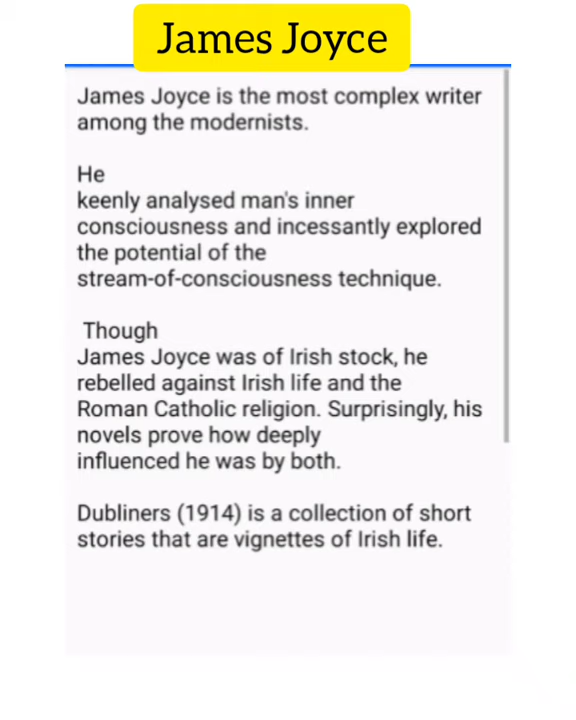 James Joyce
James Joyce is the most complex writer
among the modernists.
He
keenly analysed man's inner
consciousness and incessantly explored
the potential of the
stream-of-consciousness technique.
Though
James Joyce was of Irish stock, he
rebelled against Irish life and the
Roman Catholic religion. Surprisingly, his
novels prove how deeply
influenced he was by both.
Dubliners (1914) is a collection of short
stories that are vignettes of Irish life.